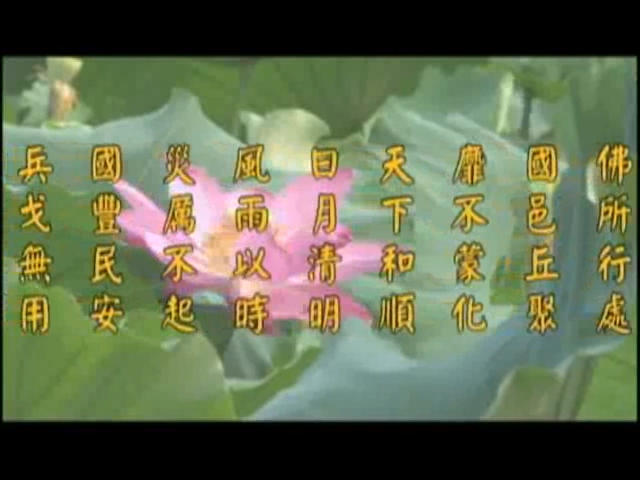 佛所行處
國邑丘聚
靡不蒙化
天下和順
日月清明
風雨以時
災厲不起
國豐民安
兵戈無用